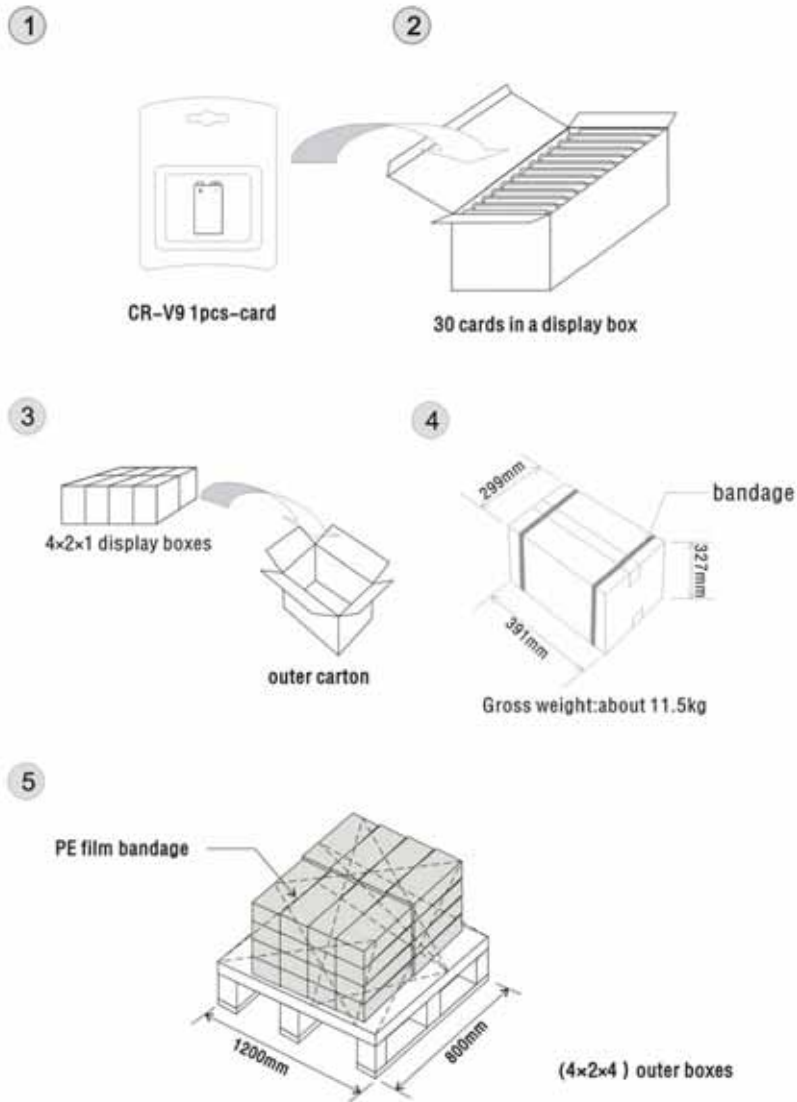 1
2
CR-V9 1pcs-card
30 cards in a display box
3
4
4×2×1 display boxes
outer carton
299mm
bandage
327mm
391mm
Gross weight:about 11.5kg
5
PE film bandage
1200mm
800mm
(4×2×4 ) outer boxes